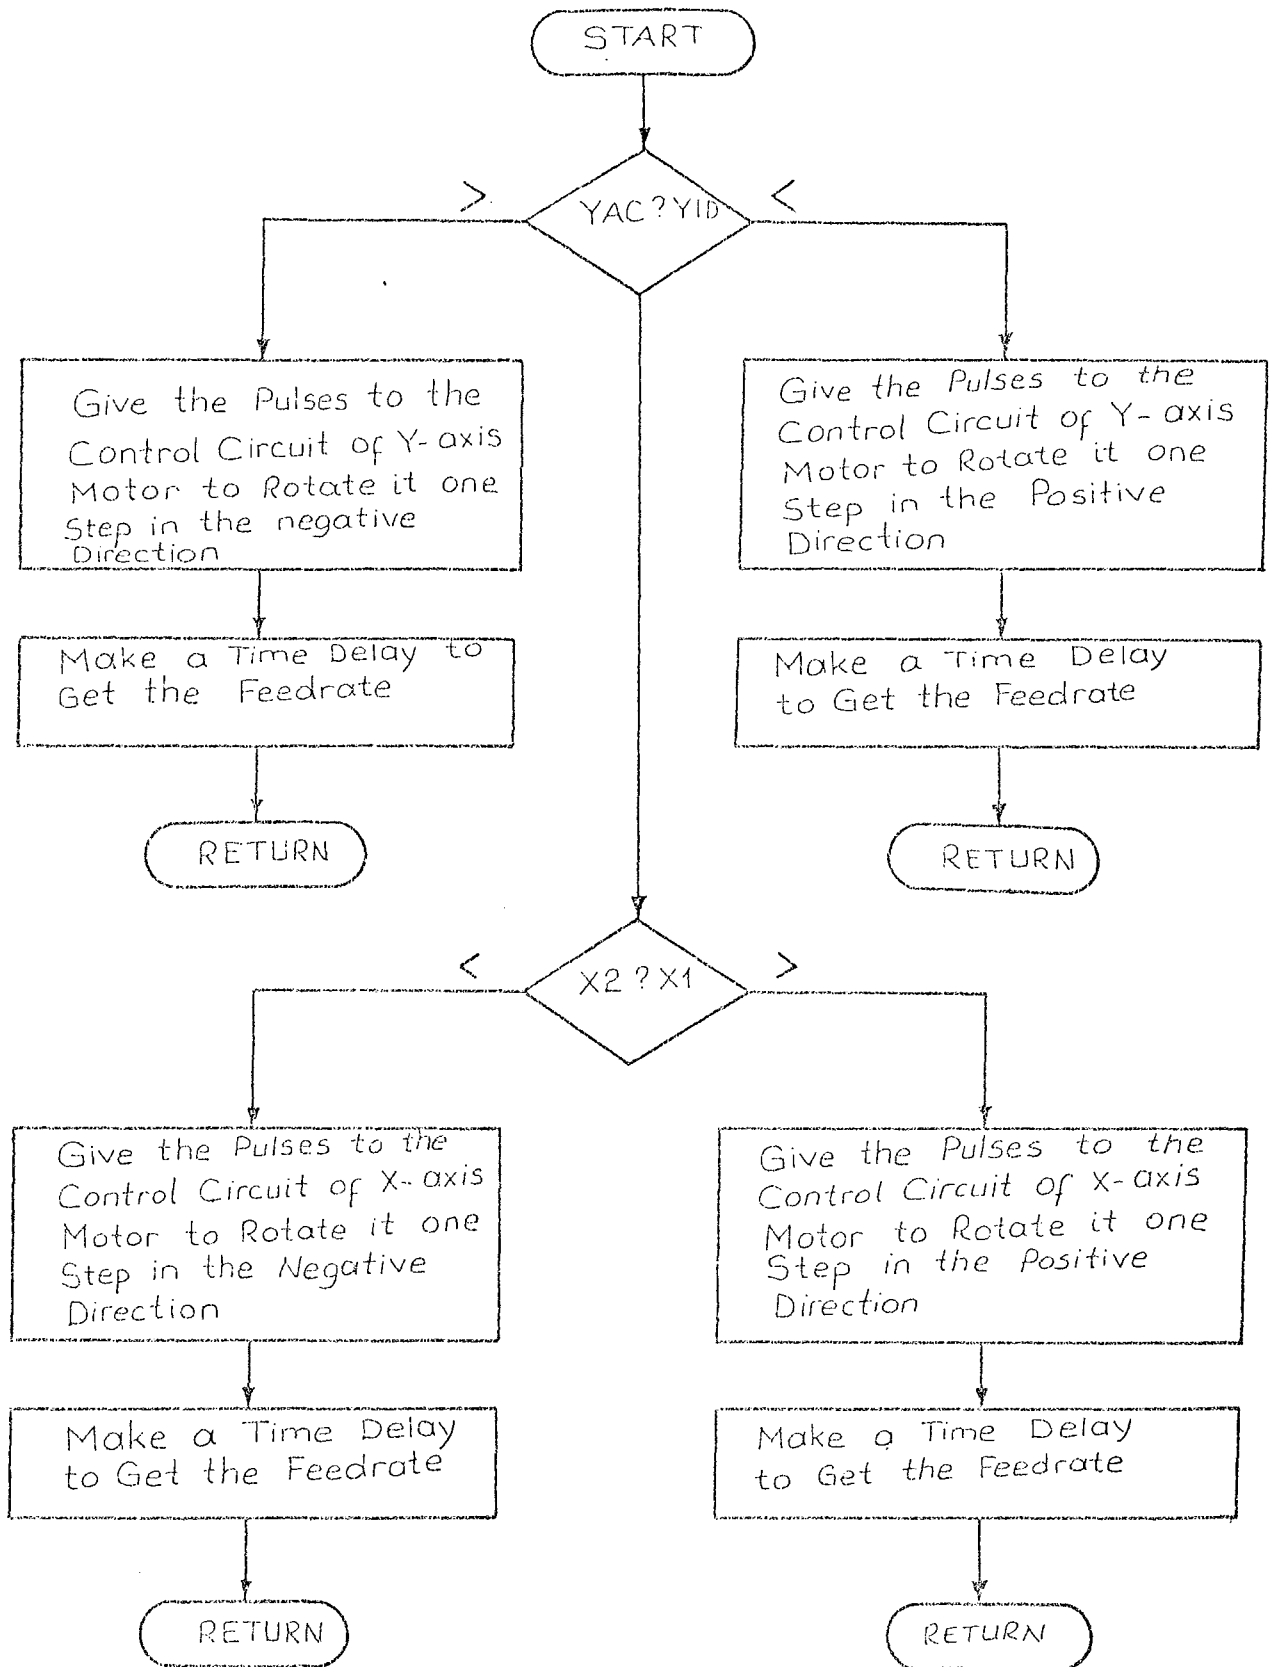 START
>
YAC ? YID
<
Give the Pulses to the
Control Circuit of Y-axis
Motor to Rotate it one
Step in the negative
Direction
Give the Pulses to the
Control Circuit of Y-axis
Motor to Rotate it one
Step in the Positive
Direction
Make a Time Delay to
Get the Feedrate
Make a Time Delay
to Get the Feedrate
RETURN
RETURN
<
X2 ? X1
>
Give the Pulses to the
Control Circuit of X-axis
Motor to Rotate it one
Step in the Negative
Direction
Give the Pulses to the
Control Circuit of X-axis
Motor to Rotate it one
Step in the Positive
Direction
Make a Time Delay
to Get the Feedrate
Make a Time Delay
to Get the Feedrate
RETURN
RETURN